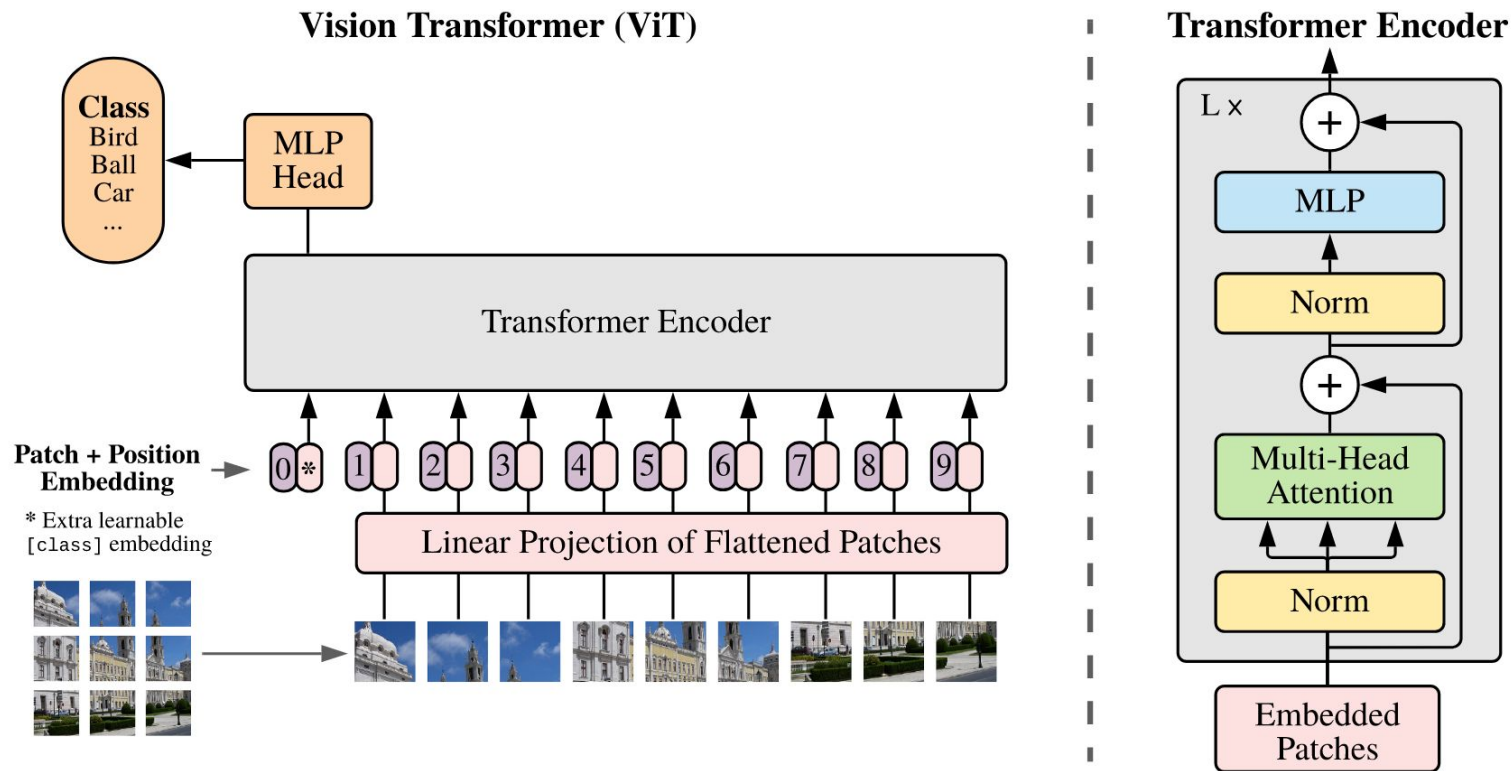 Vision Transformer (ViT)
Class
Bird
Ball
Car
...
MLP
Head
Transformer Encoder
Patch + Position
Embedding
0 * 1 2 3 4 5 6 7 8 9
* Extra learnable
[class] embedding
Linear Projection of Flattened Patches
Transformer Encoder
L x
+
MLP
Norm
+
Multi-Head
Attention
Norm
Embedded
Patches